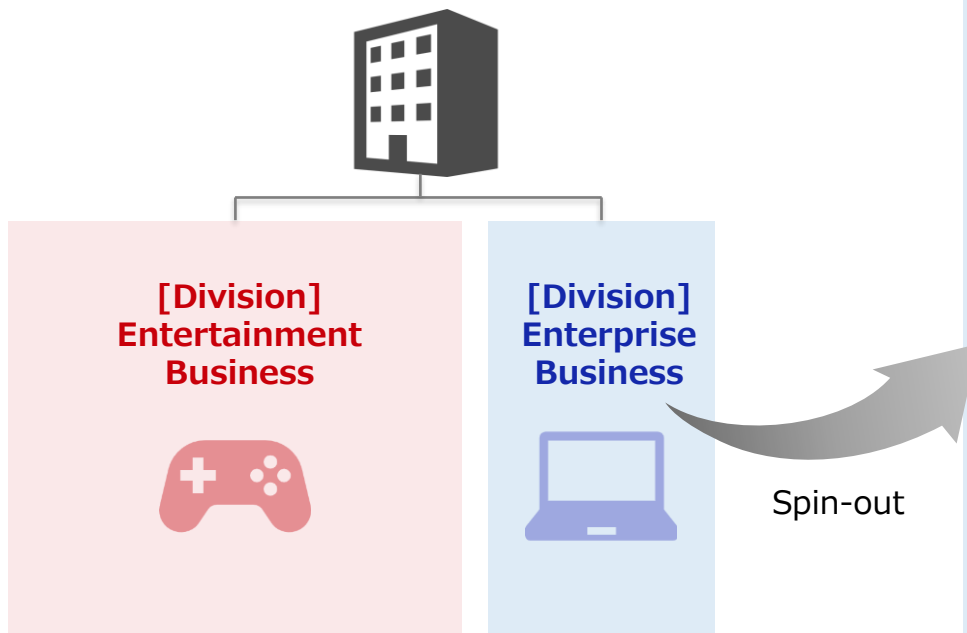 [Division]
Entertainment
Business
[Division]
Enterprise
Business
Spin-out